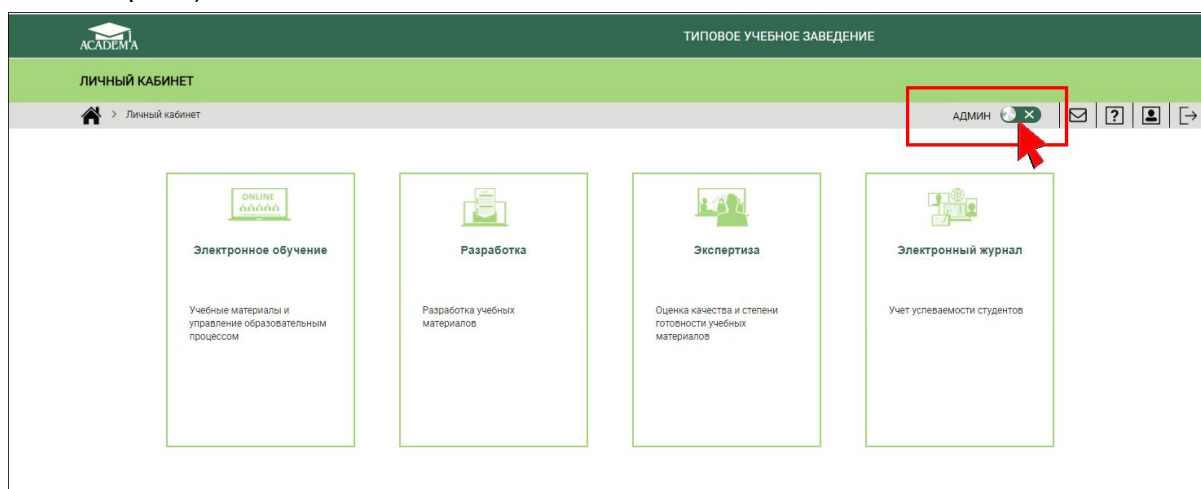 ACADEM'A
ТИПОВОЕ УЧЕБНОЕ ЗАВЕДЕНИЕ
ЛИЧНЫЙ КАБИНЕТ
> Личный кабинет
АДМИН
ONLINE
Электронное обучение
Учебные материалы и
управление образовательным
процессом
Разработка
Разработка учебных
материалов
Экспертиза
Оценка качества и степени
готовности учебных
материалов
Электронный журнал
Учет успеваемости студентов